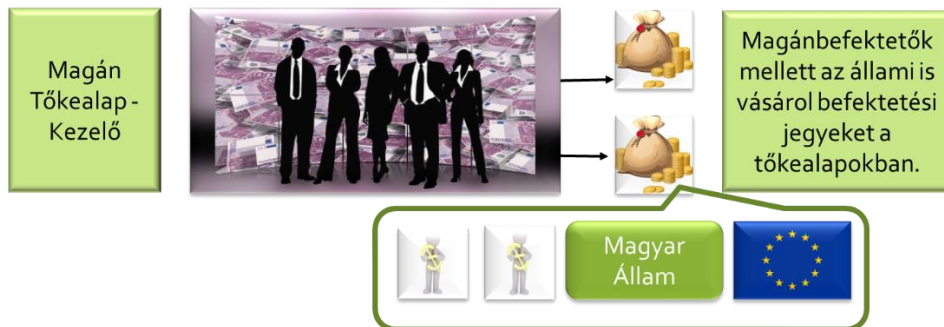 Magán
Tőkealap -
Kezelő
Magánbefektetők
mellett az állami is
vásárol befektetési
jegyeket a
tőkealapokban.
Magyar
Állam